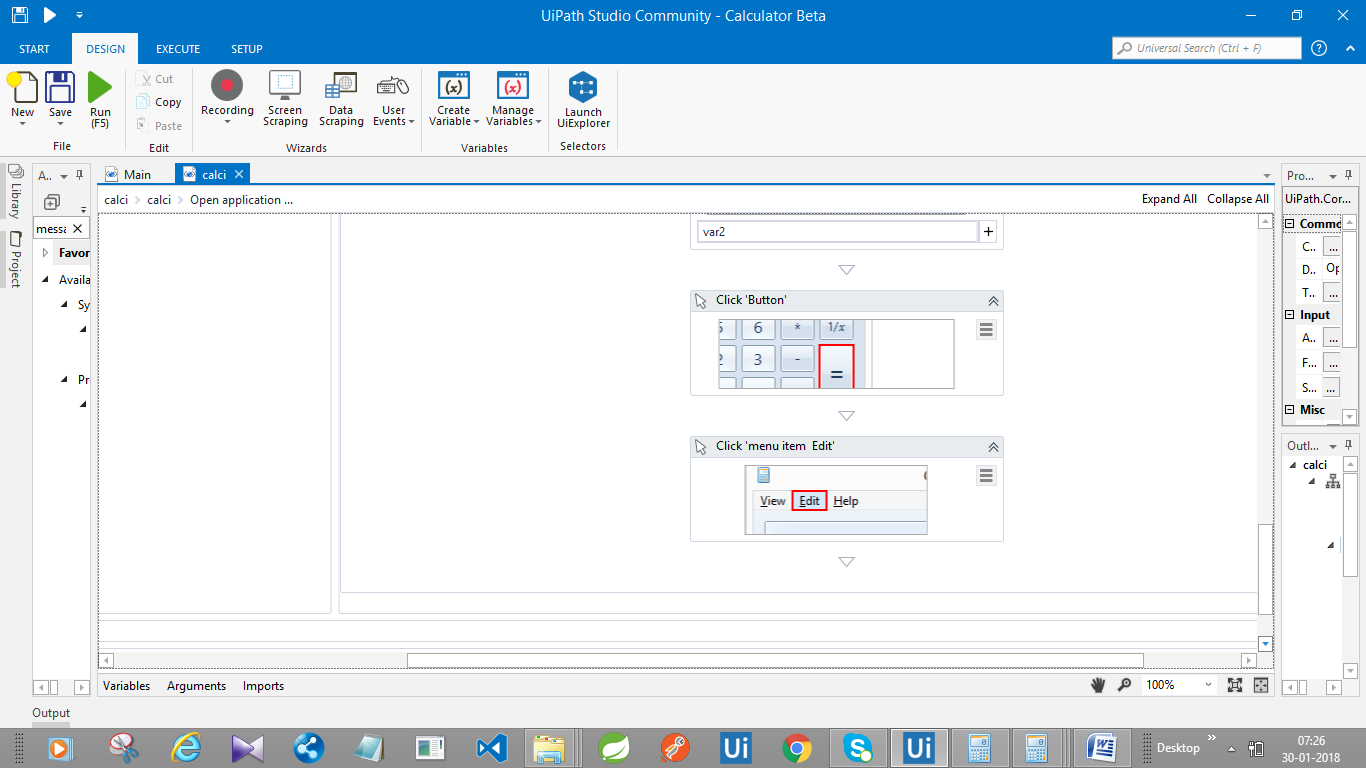 UiPath Studio Community - Calculator Beta
START DESIGN EXECUTE SETUP
Universal Search (Ctrl + F)
New Save Run (F5)
Cut
Copy
Paste
Recording
Screen Scraping
Data Scraping
User Events
Create Variable
Manage Variables
Launch UiExplorer
File Edit Wizards Variables Selectors
Library
Project
A..
messa
Favor
Availa
Sy
Pr
Main calci
calci > calci > Open application ...
Expand All Collapse All
var2
Click 'Button'
6 * 1/x
3 - =
Click 'menu item Edit'
View Edit Help
Pro...
UiPath.Cor...
Commo
C.. ...
D.. Op
T.. ...
Input
A.. ...
F... ...
S... ...
Misc
Outl...
calci
Variables Arguments Imports
100%
Output
Ui
S
Ui
W
Desktop
07:26
30-01-2018